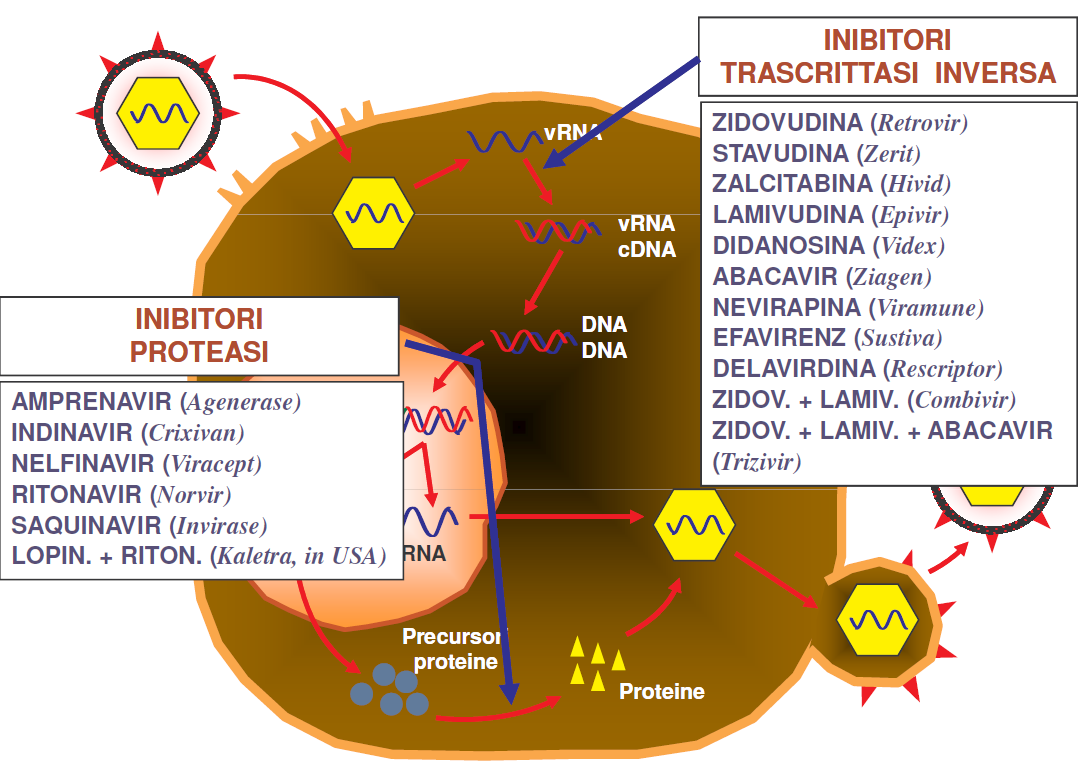 INIBITORI
TRASCRITTASI INVERSA
ZIDOVUDINA (Retrovir)
STAVUDINA (Zerit)
ZALCITABINA (Hivid)
LAMIVUDINA (Epivir)
DIDANOSINA (Videx)
ABACAVIR (Ziagen)
NEVIRAPINA (Viramune)
EFAVIRENZ (Sustiva)
DELAVIRDINA (Rescriptor)
ZIDOV. + LAMIV. (Combivir)
ZIDOV. + LAMIV. + ABACAVIR
(Trizivir)
vRNA
vRNA
cDNA
DNA
DNA
INIBITORI
PROTEASI
AMPRENAVIR (Agenerase)
INDINAVIR (Crixivan)
NELFINAVIR (Viracept)
RITONAVIR (Norvir)
SAQUINAVIR (Invirase)
LOPIN. + RITON. (Kaletra, in USA)
RNA
Precursor
proteine
Proteine